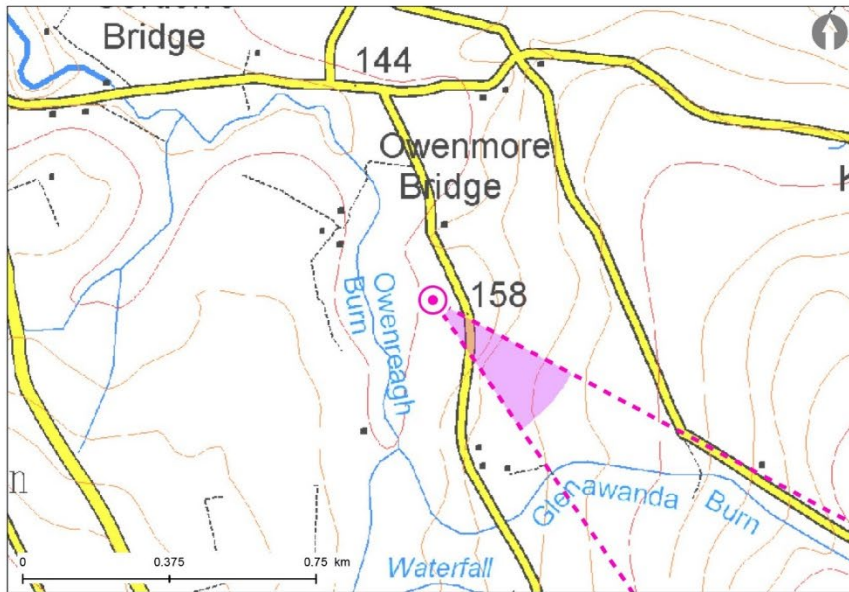 Bridge
144
Owenmore
Bridge
158
Owenreagh
Burn
Glenawanda Burn
Waterfall
n
0 0.375 0.75 km